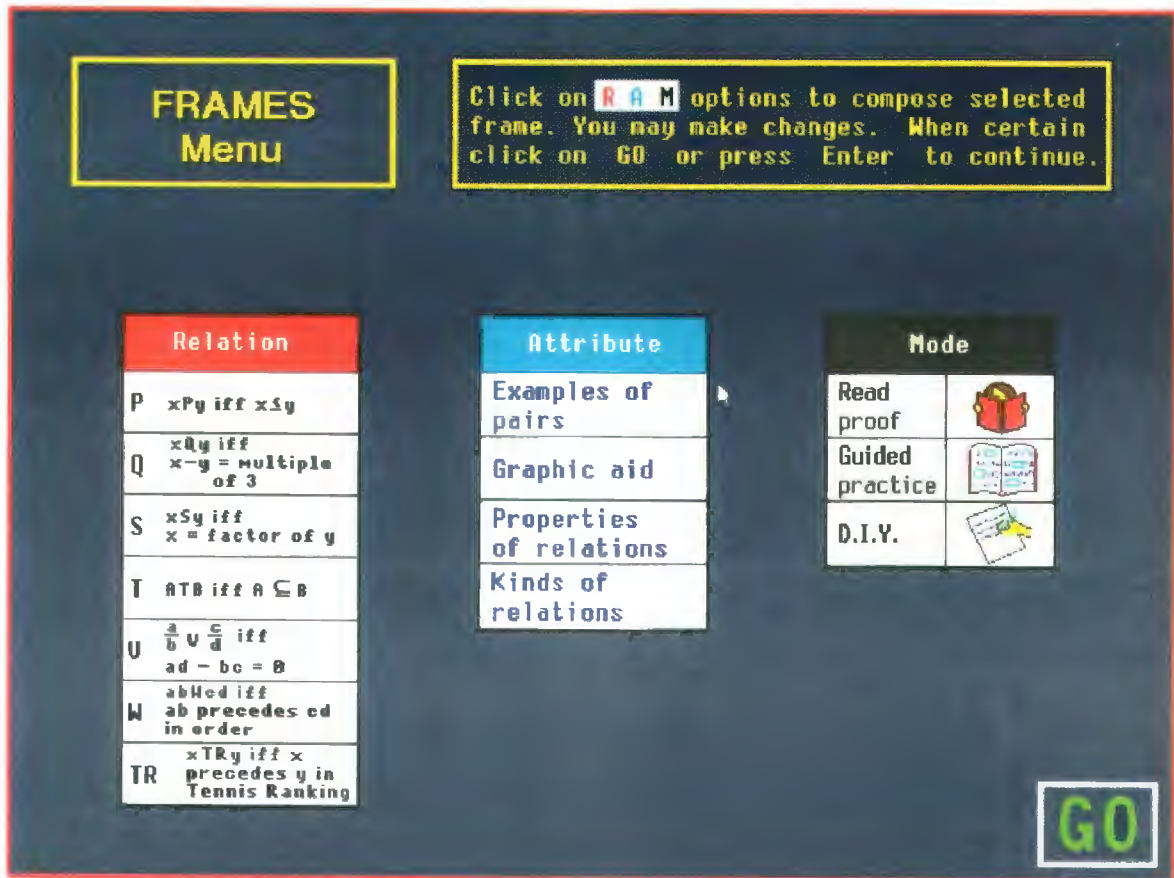 FRAMES
Menu
Click on R A M options to compose selected
frame. You may make changes. When certain
click on GO or press Enter to continue.
Relation
P xPy iff x≤y
Q xQy iff
x-y = multiple
of 3
S xSy iff
x = factor of y
T ATB iff A ⊆ B
U a/b U c/d iff
ad - bc = 0
W abWcd iff
ab precedes cd
in order
TR xTRy iff x
precedes y in
Tennis Ranking
Attribute
Examples of
pairs
Graphic aid
Properties
of relations
Kinds of
relations
Mode
Read
proof
Guided
practice
D.I.Y.
GO